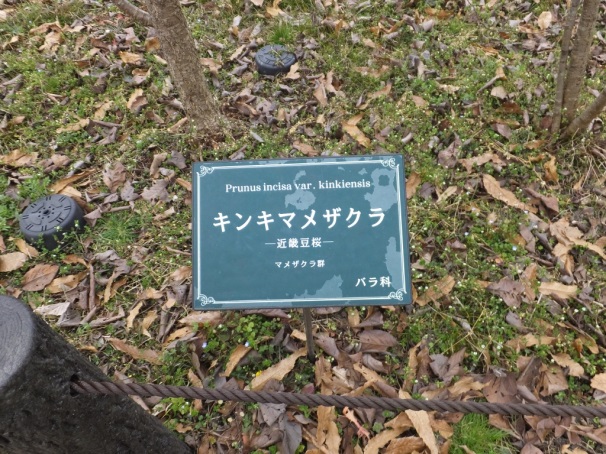 Prunus incisa var. kinkiensis
キンキマメザクラ
―近畿豆桜―
マメザクラ群
バラ科